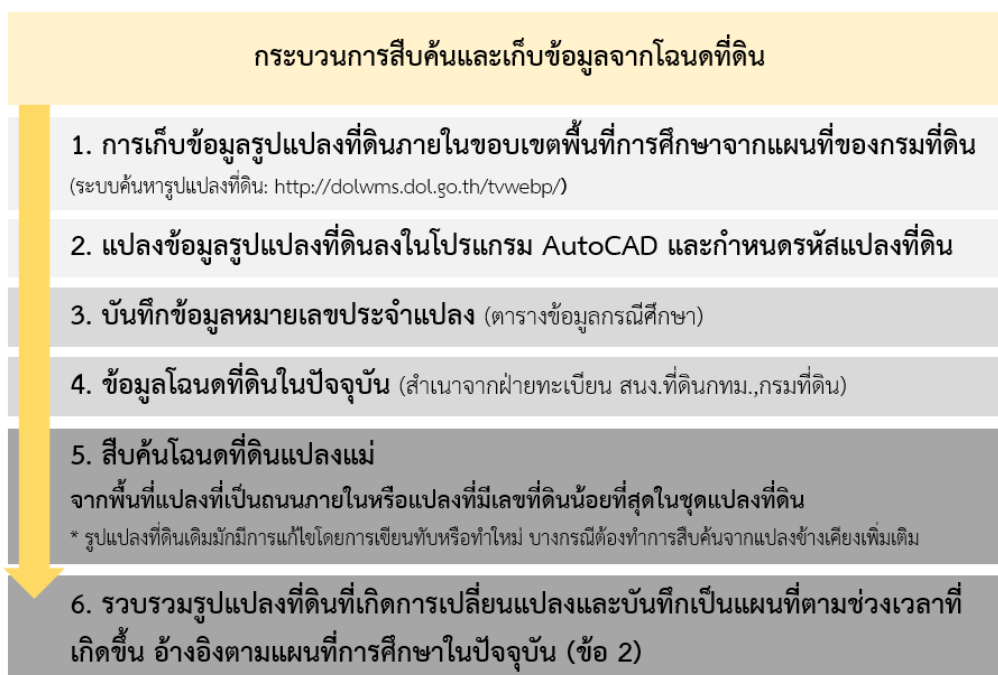 กระบวนการสืบค้นและเก็บข้อมูลจากโฉนดที่ดิน
1. การเก็บข้อมูลรูปแปลงที่ดินภายในขอบเขตพื้นที่การศึกษาจากแผนที่ของกรมที่ดิน
(ระบบค้นหารูปแปลงที่ดิน: http://dolwms.dol.go.th/tvwebp/)
2. แปลงข้อมูลรูปแปลงที่ดินลงในโปรแกรม AutoCAD และกำหนดรหัสแปลงที่ดิน
3. บันทึกข้อมูลหมายเลขประจำแปลง (ตารางข้อมูลกรณีศึกษา)
4. ข้อมูลโฉนดที่ดินในปัจจุบัน (สำเนาจากฝ่ายทะเบียน สนง.ที่ดินกทม.,กรมที่ดิน)
5. สืบค้นโฉนดที่ดินแปลงแม่
จากพื้นที่แปลงที่เป็นถนนภายในหรือแปลงที่มีเลขที่ดินน้อยที่สุดในชุดแปลงที่ดิน
* รูปแปลงที่ดินเดิมมักมีการแก้ไขโดยการเขียนทับหรือทำใหม่ บางกรณีต้องทำการสืบค้นจากแปลงข้างเคียงเพิ่มเติม
6. รวบรวมรูปแปลงที่ดินที่เกิดการเปลี่ยนแปลงและบันทึกเป็นแผนที่ตามช่วงเวลาที่
เกิดขึ้น อ้างอิงตามแผนที่การศึกษาในปัจจุบัน (ข้อ 2)